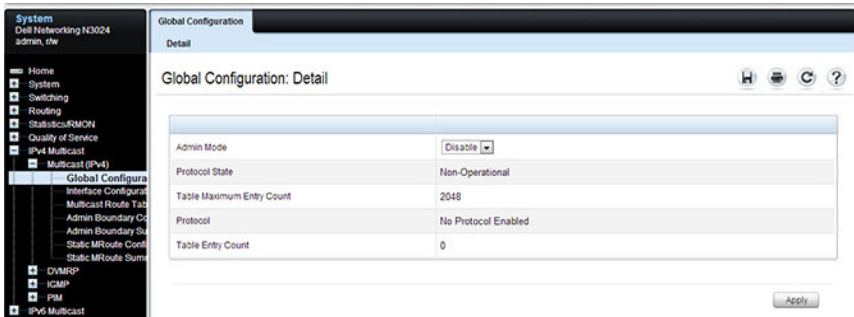 System
Dell Networking N3024
admin, r/w
Home
System
Switching
Routing
Statistics/RMON
Quality of Service
IPv4 Multicast
Multicast (IPv4)
Global Configura
Interface Configurat
Multicast Route Tab
Admin Boundary Co
Admin Boundary Su
Static MRoute Confi
Static MRoute Summ
DVMRP
IGMP
PIM
IPv6 Multicast
Global Configuration
Detail
Global Configuration: Detail
?
Admin Mode Disable
Protocol State Non-Operational
Table Maximum Entry Count 2048
Protocol No Protocol Enabled
Table Entry Count 0
Apply